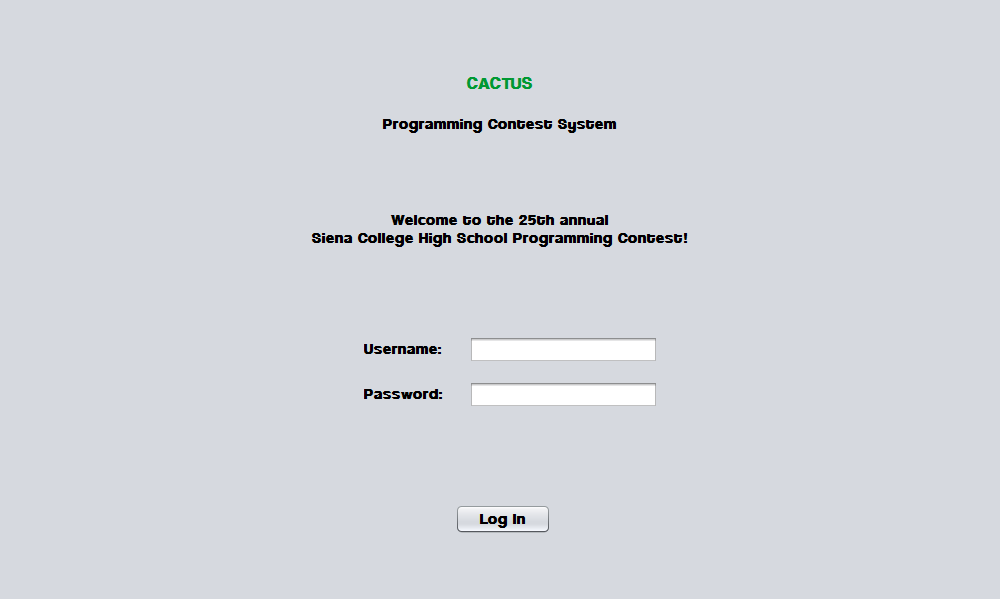 CACTUS
Programming Contest System
Welcome to the 25th annual
Siena College High School Programming Contest!
Username:
Password:
Log In